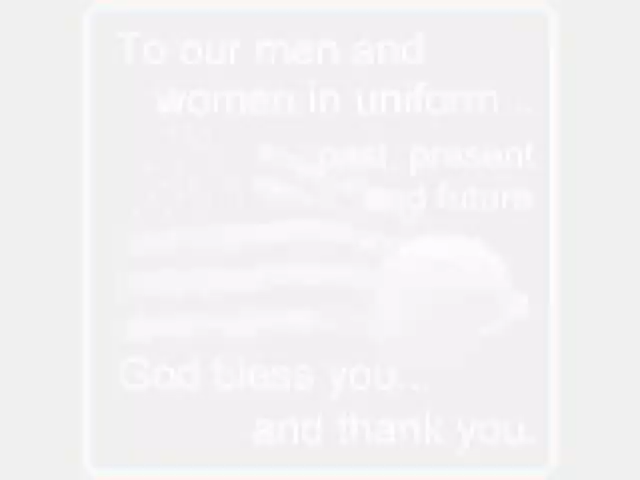 To our men and
women in uniform...
past, present
and future
God bless you...
and thank you.